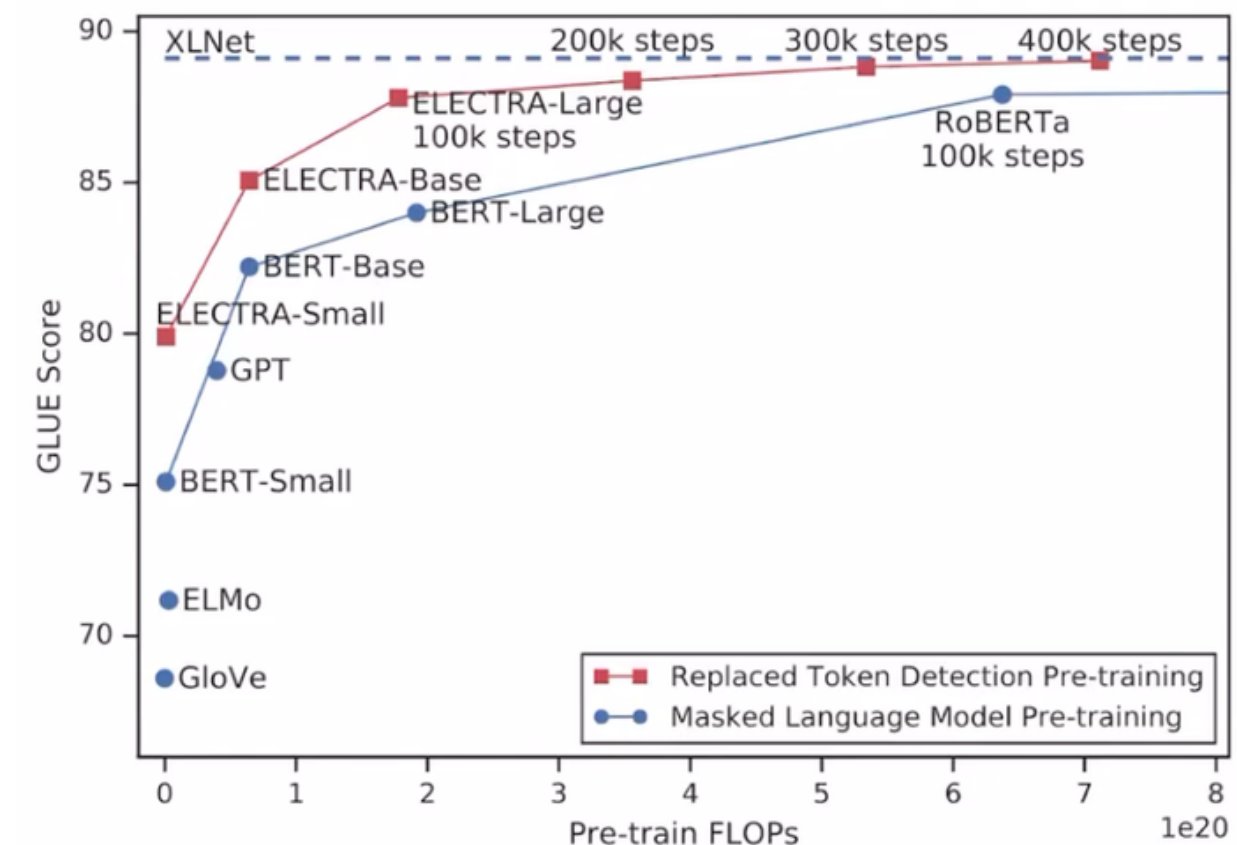 90
XLNet
200k steps
300k steps
400k steps
ELECTRA-Large
100k steps
RoBERTa
100k steps
85
ELECTRA-Base
BERT-Large
BERT-Base
ELECTRA-Small
80
GPT
GLUE Score
75
BERT-Small
ELMo
70
GloVe
Replaced Token Detection Pre-training
Masked Language Model Pre-training
0 1 2 3 4 5 6 7 8
Pre-train FLOPs
1e20